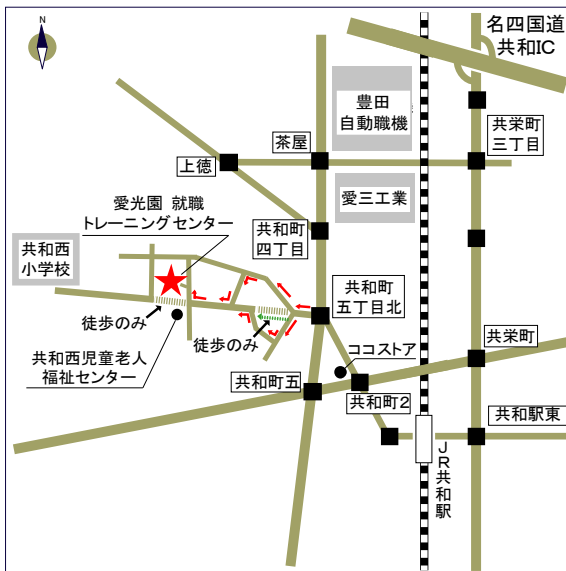 N
名四国道
共和IC
豊田
自動職機
共栄町
三丁目
茶屋
上徳
愛三工業
愛光園 就職
トレーニングセンター
共和町
四丁目
共和西
小学校
共和町
五丁目北
徒歩のみ
徒歩のみ
ココストア
共栄町
共和西児童老人
福祉センター
共和町五
共和町2
共和駅東
JR共和駅